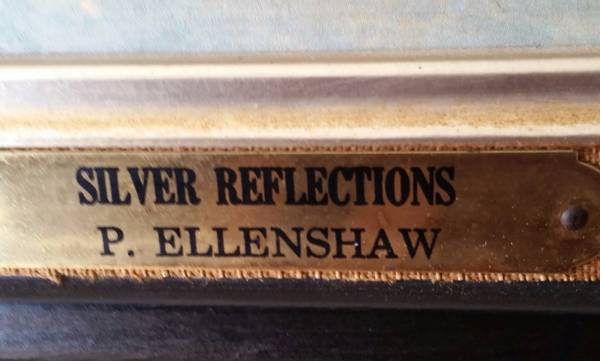 SILVER REFLECTIONS
P. ELLENSHAW